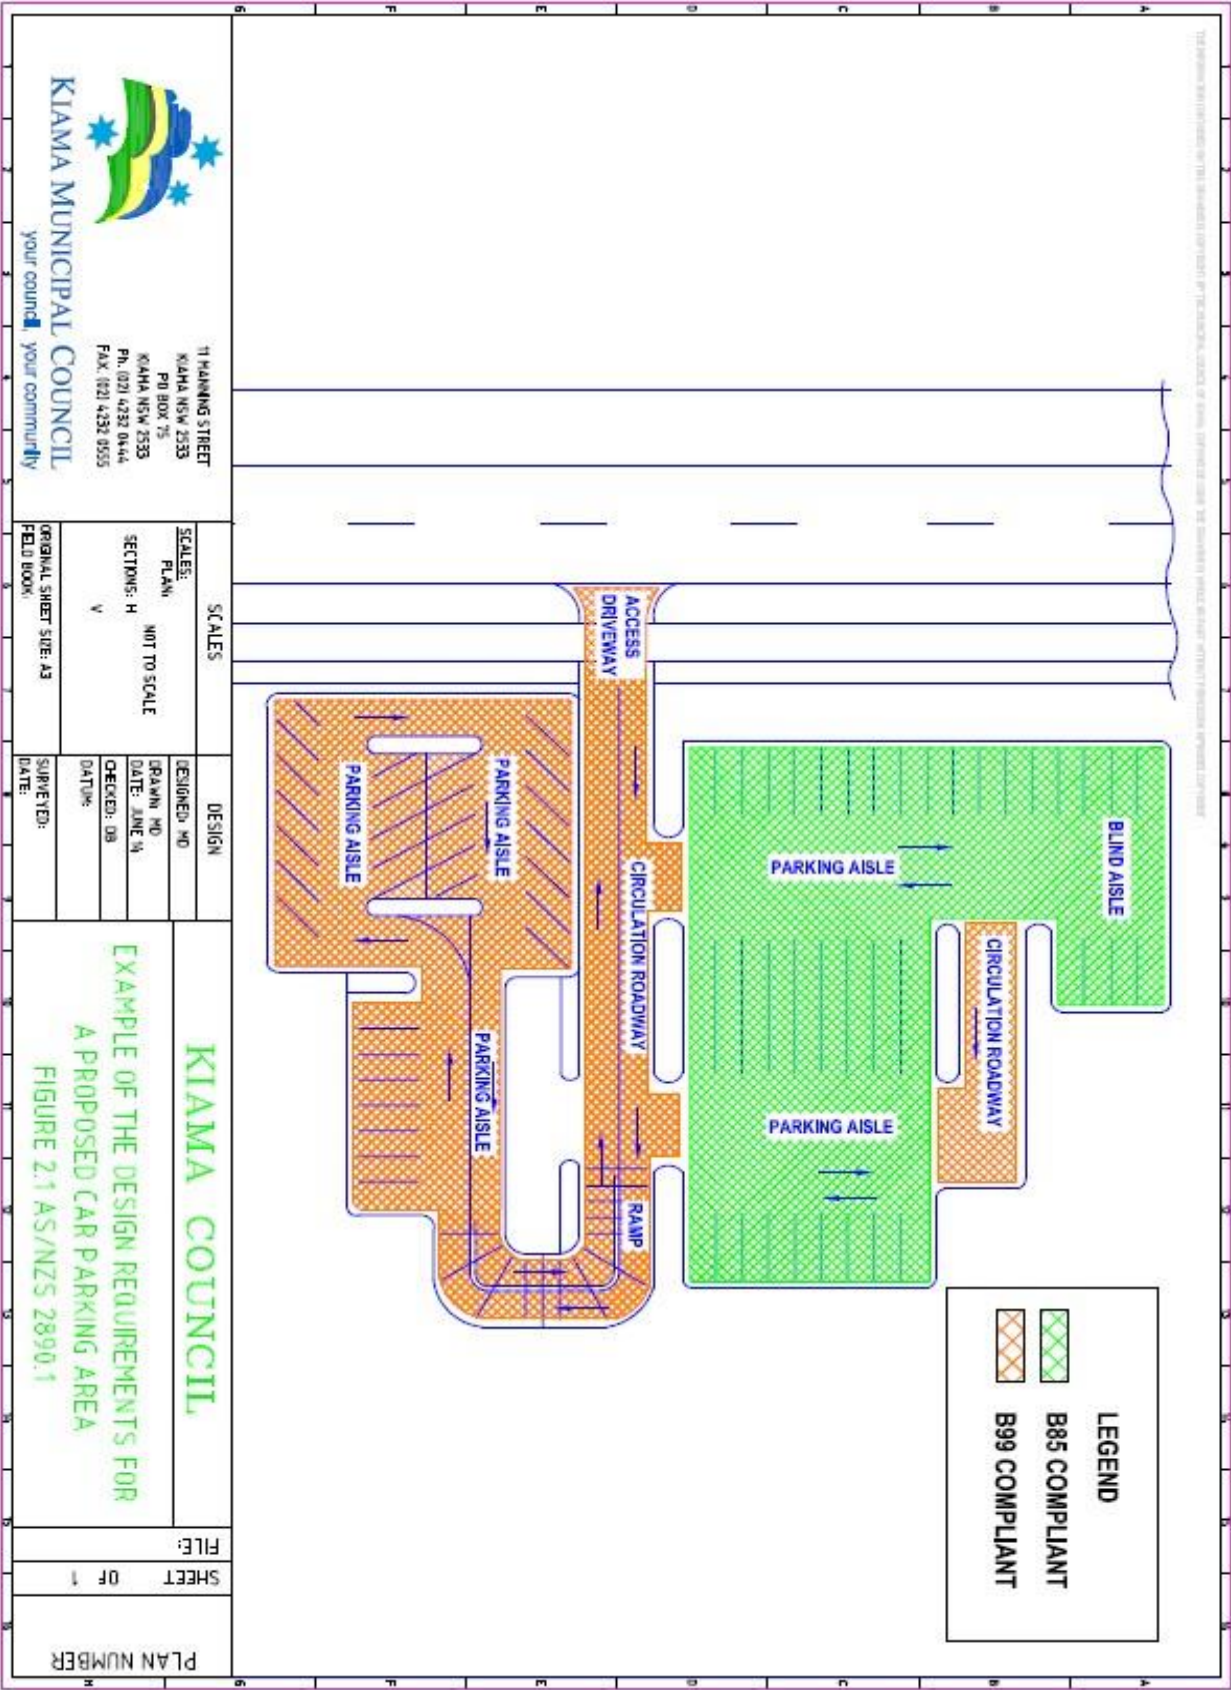 ACCESS
DRIVEWAY
BLIND AISLE
PARKING AISLE
CIRCULATION ROADWAY
CIRCULATION ROADWAY
PARKING AISLE
PARKING AISLE
PARKING AISLE
PARKING AISLE
RAMP
LEGEND
B85 COMPLIANT
B99 COMPLIANT
KIAMA MUNICIPAL COUNCIL
your council, your community
11 MANNING STREET
KIAMA NSW 2533
PO BOX 75
KIAMA NSW 2533
Ph. (02) 4232 0444
FAX. (02) 4232 0555
SCALES
SCALES:
PLAN:
NOT TO SCALE
SECTIONS: H
V
ORIGINAL SHEET SIZE: A3
FIELD BOOK:
DESIGN
DESIGNED: MD
DRAWN: MD
DATE: JUNE 14
CHECKED: DB
DATUM:
SURVEYED:
DATE:
KIAMA COUNCIL
EXAMPLE OF THE DESIGN REQUIREMENTS FOR
A PROPOSED CAR PARKING AREA
FIGURE 2.1 AS/NZS 2890.1
FILE:
SHEET OF 1
PLAN NUMBER